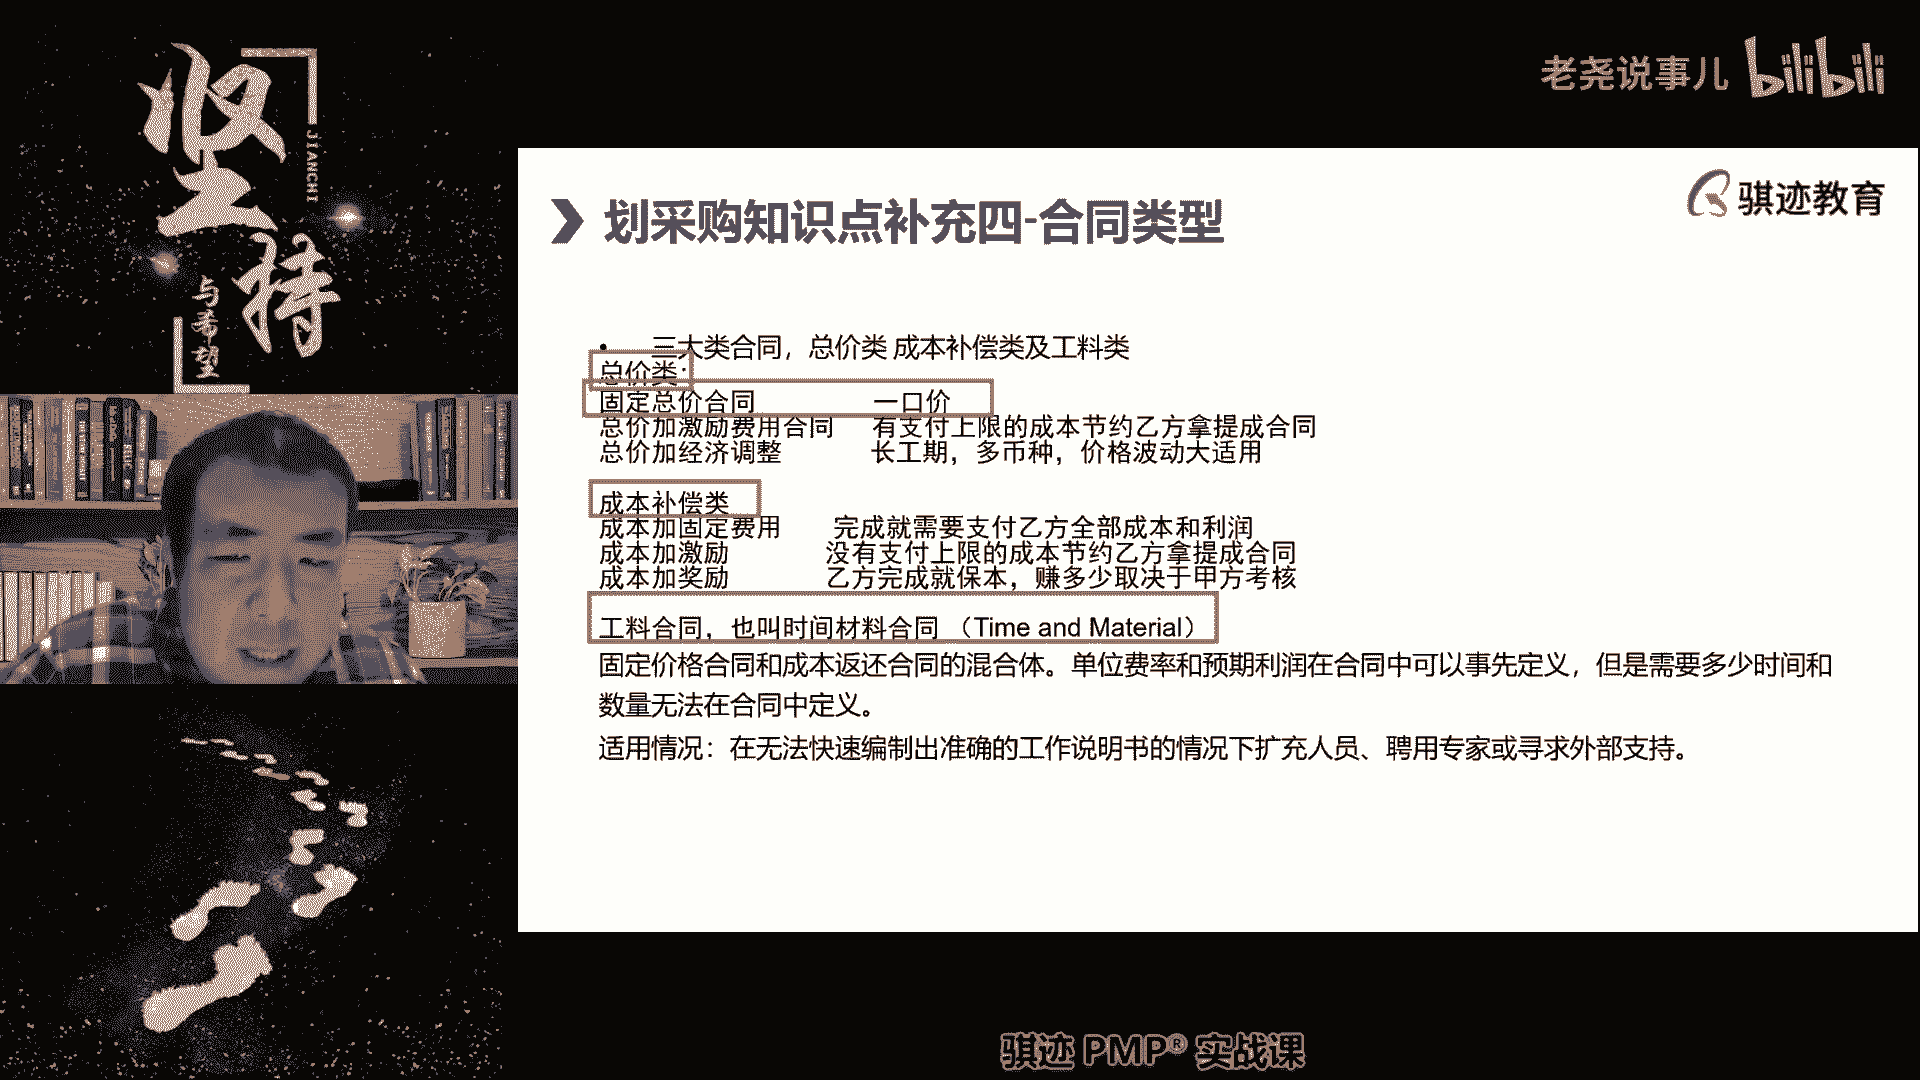 坚持
JIANCHI
与希望
老尧说事儿 bilibili
骐迹教育
划采购知识点补充四-合同类型
• 三大类合同，总价类 成本补偿类及工料类
总价类：
固定总价合同 一口价
总价加激励费用合同 有支付上限的成本节约乙方拿提成合同
总价加经济调整 长工期，多币种，价格波动大适用
成本补偿类
成本加固定费用 完成就需要支付乙方全部成本和利润
成本加激励 没有支付上限的成本节约乙方拿提成合同
成本加奖励 乙方完成就保本，赚多少取决于甲方考核
工料合同，也叫时间材料合同 （Time and Material）
固定价格合同和成本返还合同的混合体。单位费率和预期利润在合同中可以事先定义，但是需要多少时间和
数量无法在合同中定义。
适用情况：在无法快速编制出准确的工作说明书的情况下扩充人员、聘用专家或寻求外部支持。
骐迹 PMP® 实战课